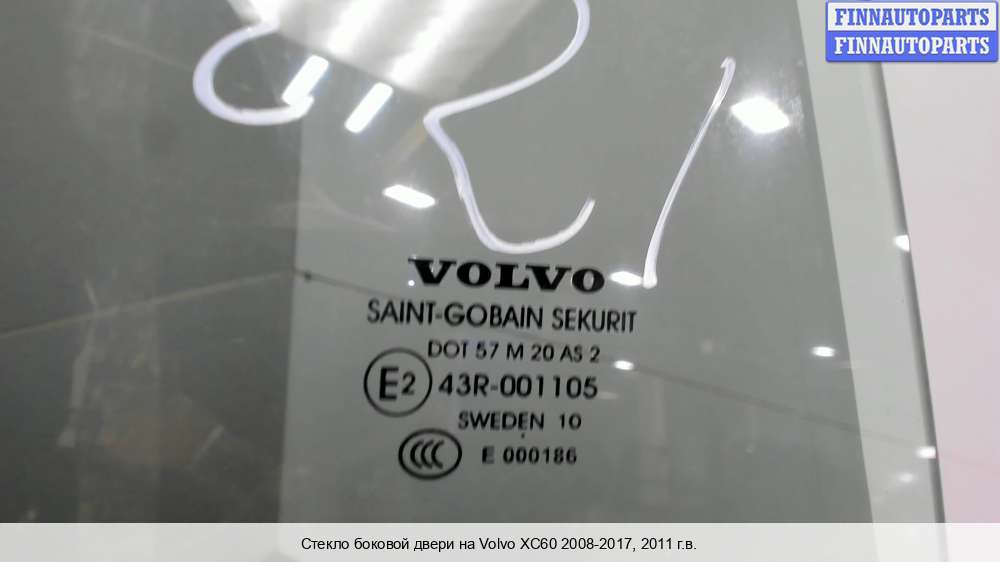 FINNAUTOPARTS
FINNAUTOPARTS
VOLVO
SAINT-GOBAIN SEKURIT
DOT 57 M 20 AS 2
E2 43R-001105
SWEDEN 10
CCC E 000186
Стекло боковой двери на Volvo XC60 2008-2017, 2011 г.в.